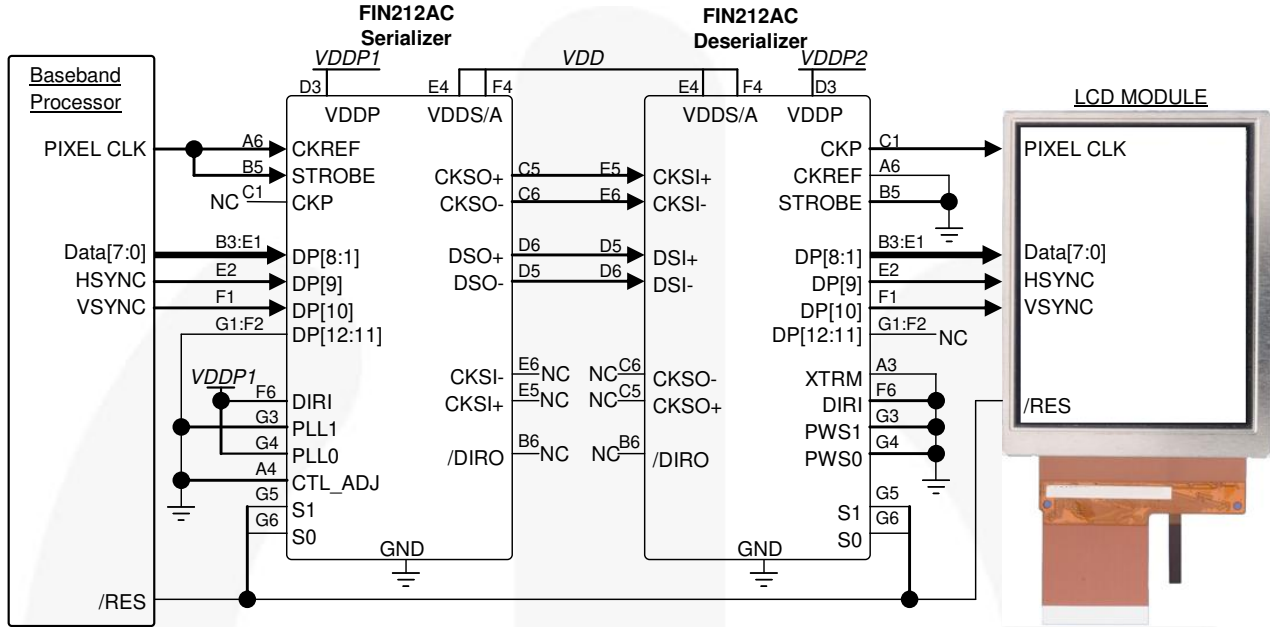 FIN212AC
Serializer
FIN212AC
Deserializer
VDDP1
VDD
VDDP2
Baseband
Processor
D3
E4
F4
E4
F4
D3
LCD MODULE
VDDP
VDDS/A
VDDS/A
VDDP
PIXEL CLK
A6
CKREF
CKP
C1
PIXEL CLK
B5
STROBE
CKSO+
C5
E5
CKSI+
CKREF
A6
NC
C1
CKP
CKSO-
C6
E6
CKSI-
STROBE
B5
Data[7:0]
B3:E1
DP[8:1]
DSO+
D6
D5
DSI+
DP[8:1]
B3:E1
Data[7:0]
HSYNC
E2
DP[9]
DSO-
D5
D6
DSI-
DP[9]
E2
HSYNC
VSYNC
F1
DP[10]
DP[10]
F1
VSYNC
G1:F2
DP[12:11]
DP[12:11]
G1:F2
NC
VDDP1
CKSI-
E6
NC
NC
C6
CKSO-
XTRM
A3
F6
DIRI
CKSI+
E5
NC
NC
C5
CKSO+
DIRI
F6
/RES
G3
PLL1
PWS1
G3
G4
PLL0
/DIRO
B6
NC
NC
B6
/DIRO
PWS0
G4
A4
CTL_ADJ
G5
S1
S1
G5
G6
S0
S0
G6
GND
GND
/RES